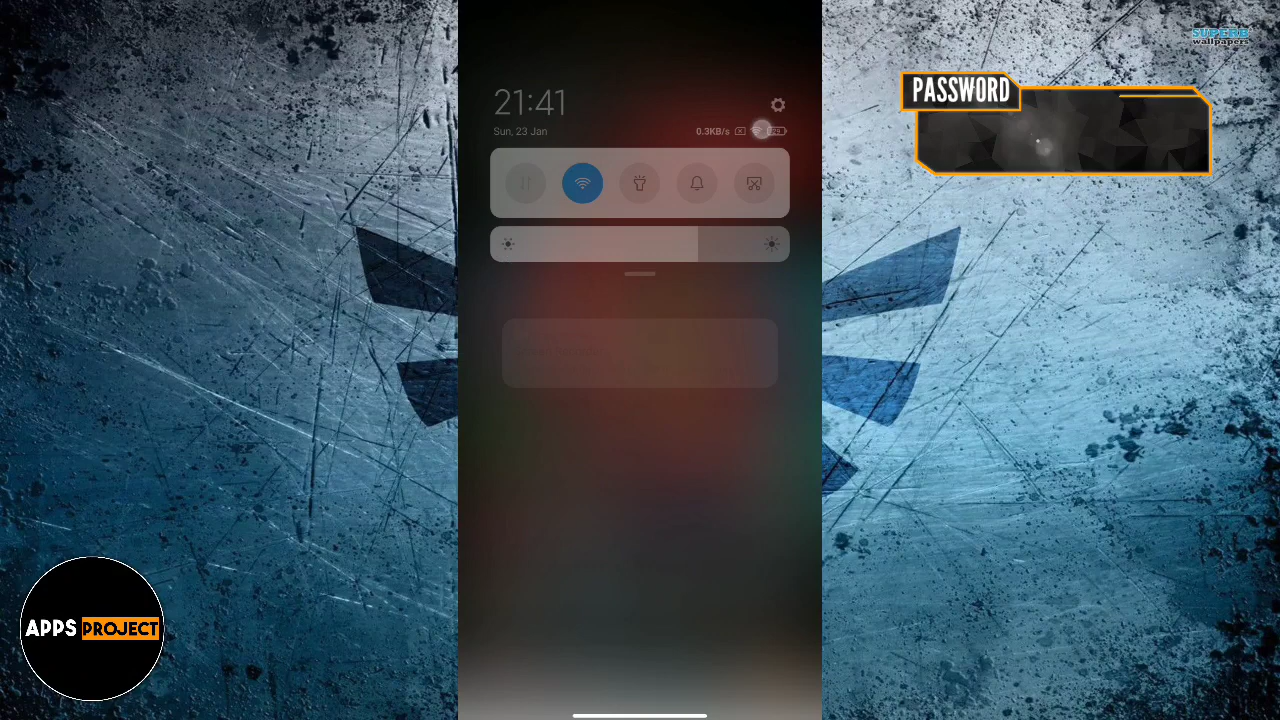 SUPERB
wallpapers
PASSWORD
21:41
Sun, 23 Jan
0.3KB/s
APPS PROJECT